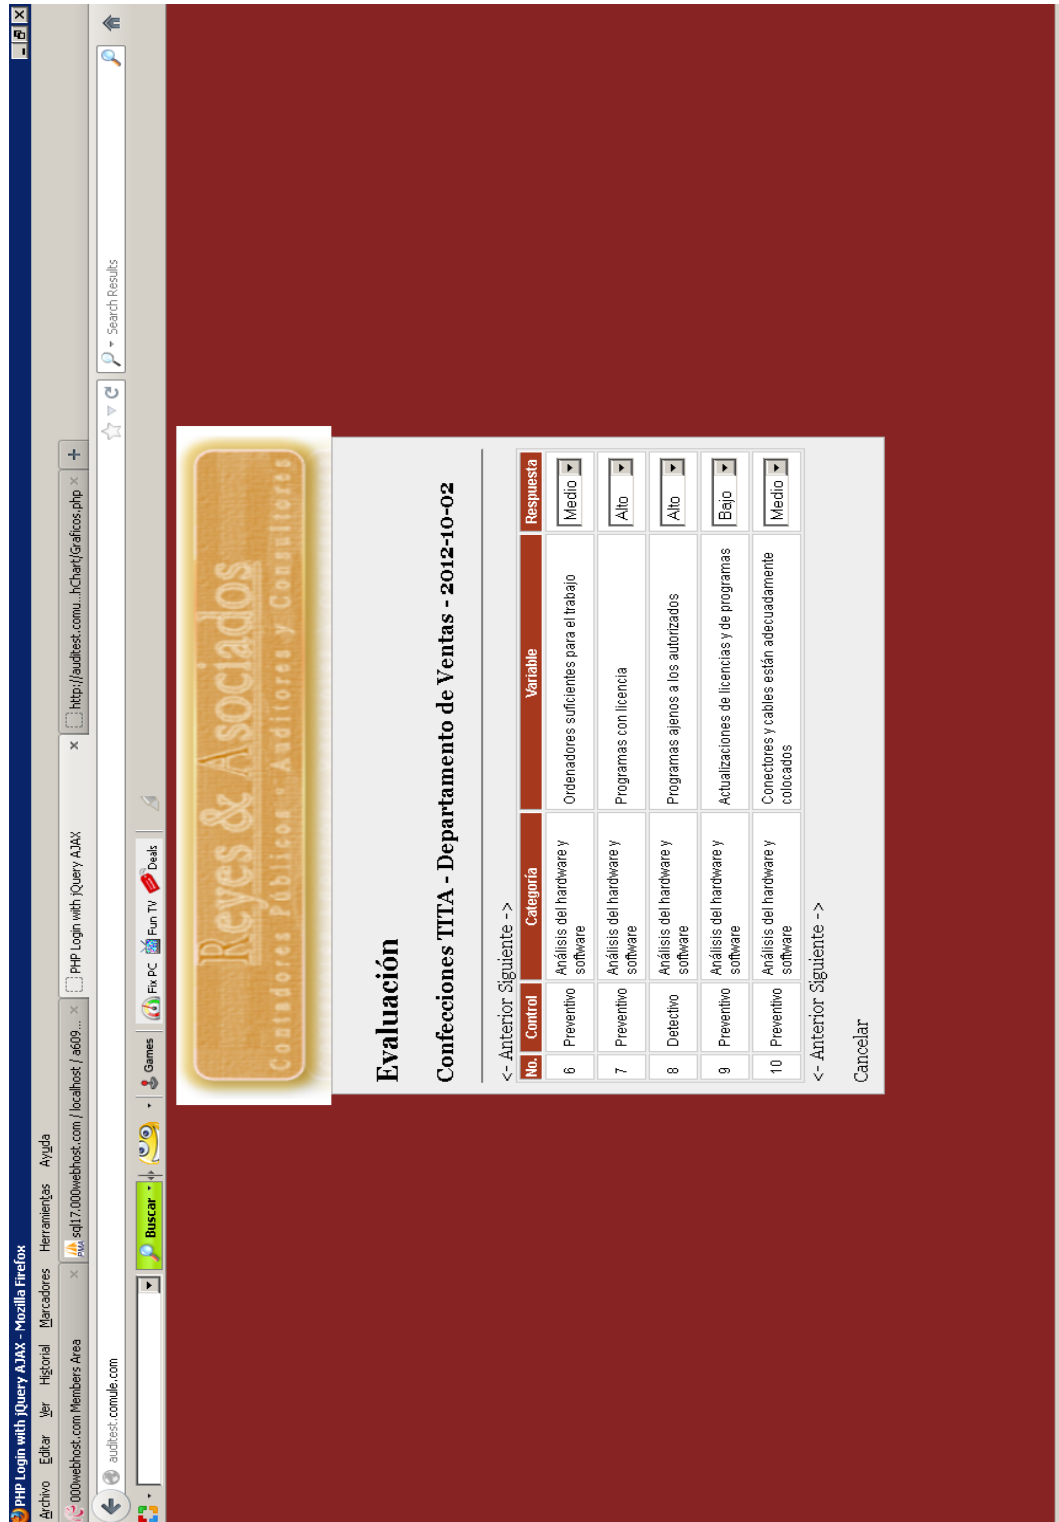 PHP Login with jQuery AJAX - Mozilla Firefox
Archivo Editar Ver Historial Marcadores Herramientas Ayuda
000webhost.com Members Area × sql17.000webhost.com / localhost / a609... × PHP Login with jQuery AJAX × http://auditest.comu...hChart/Graficos.php × +
auditest.comule.com Search Results
Buscar Games Fix PC Fun TV Deals
Reyes & Asociados
Contadores Públicos - Auditores y Consultores
Evaluación
Confecciones TITA - Departamento de Ventas - 2012-10-02
<- Anterior Siguiente ->
No. Control Categoría Variable Respuesta
6 Preventivo Análisis del hardware y software Ordenadores suficientes para el trabajo Medio
7 Preventivo Análisis del hardware y software Programas con licencia Alto
8 Detectivo Análisis del hardware y software Programas ajenos a los autorizados Alto
9 Preventivo Análisis del hardware y software Actualizaciones de licencias y de programas Bajo
10 Preventivo Análisis del hardware y software Conectores y cables están adecuadamente colocados Medio
<- Anterior Siguiente ->
Cancelar